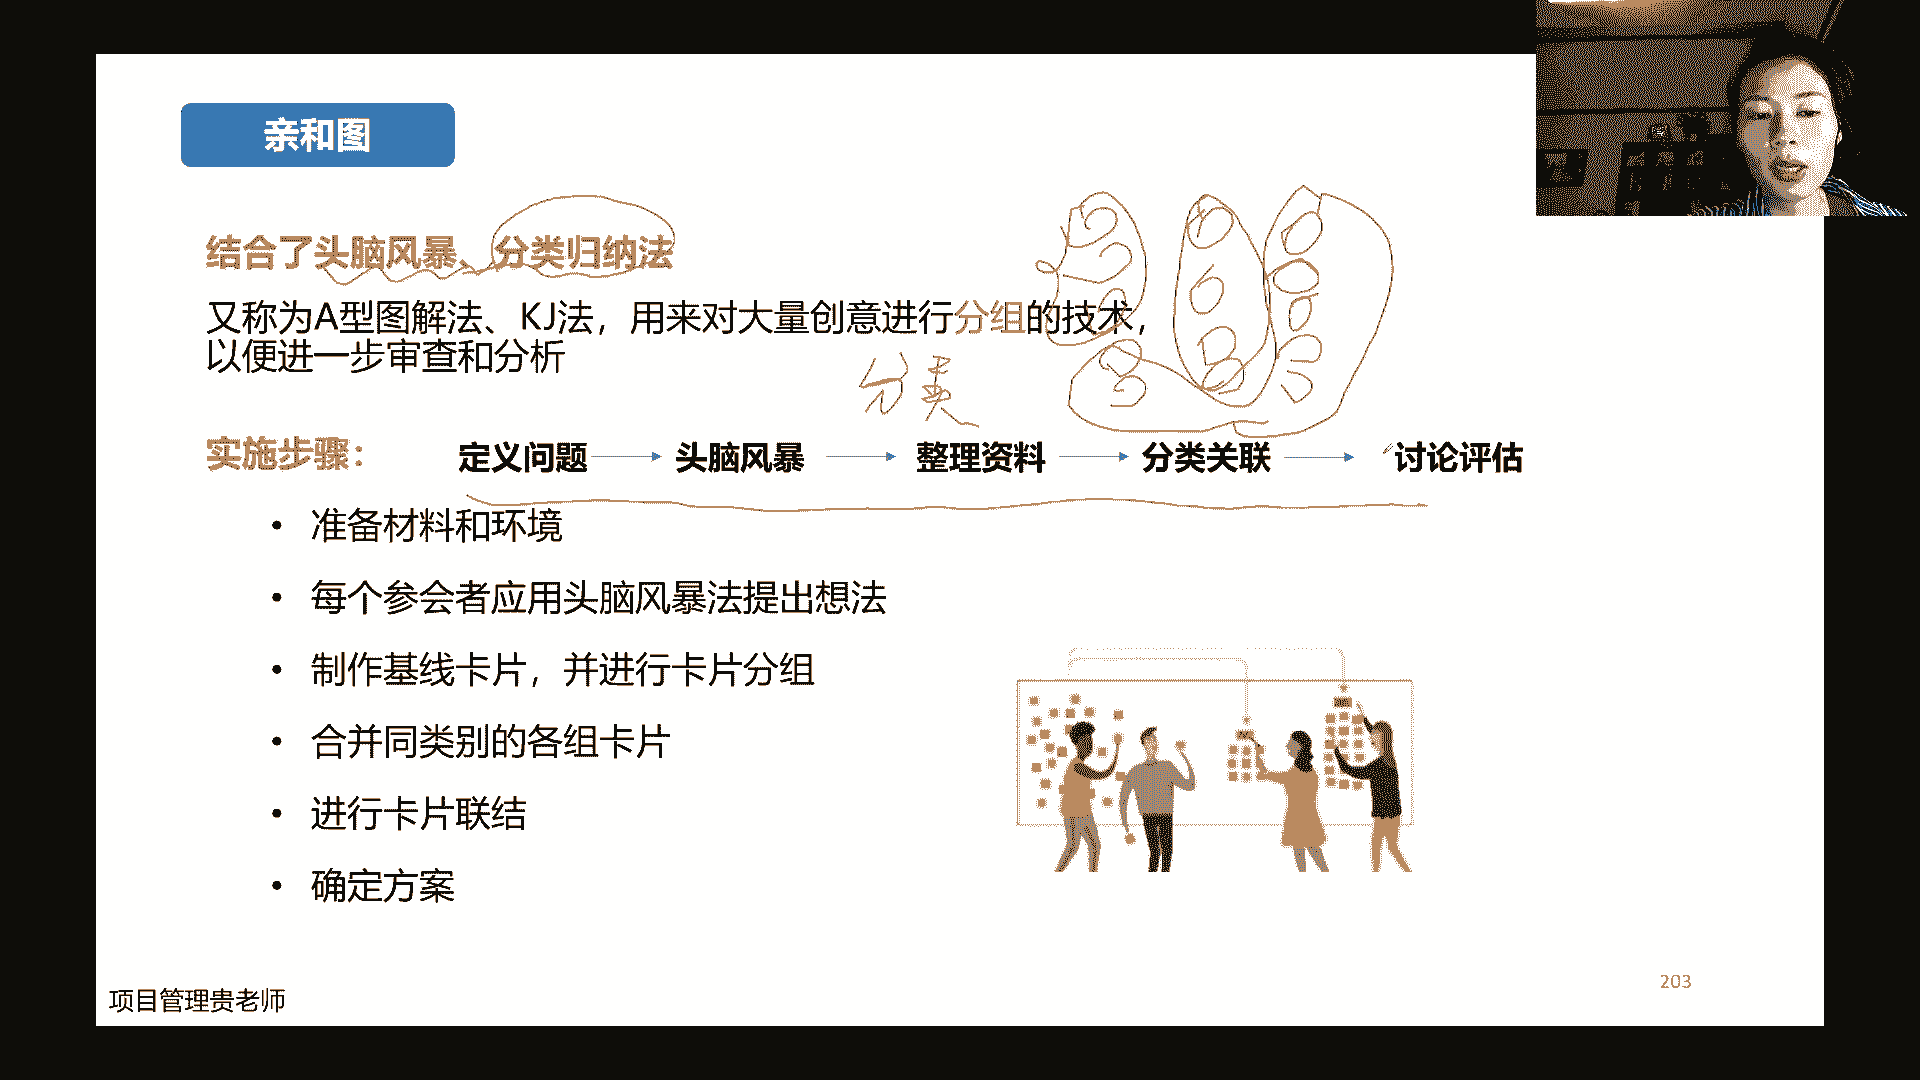 亲和图
结合了头脑风暴、分类归纳法
又称为A型图解法、KJ法，用来对大量创意进行分组的技术，
以便进一步审查和分析
分类
实施步骤：
定义问题 头脑风暴 整理资料 分类关联 讨论评估
• 准备材料和环境
• 每个参会者应用头脑风暴法提出想法
• 制作基线卡片，并进行卡片分组
• 合并同类别的各组卡片
• 进行卡片联结
• 确定方案
203
项目管理贵老师